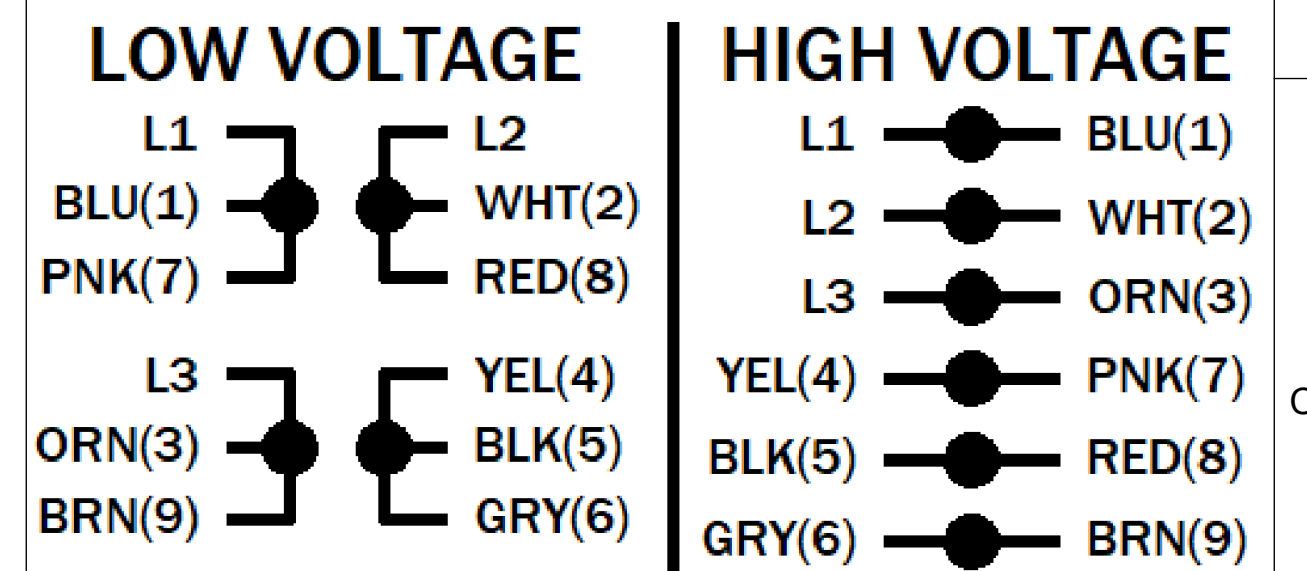 LOW VOLTAGE
L1
BLU(1)
PNK(7)
L2
WHT(2)
RED(8)
L3
ORN(3)
BRN(9)
YEL(4)
BLK(5)
GRY(6)
HIGH VOLTAGE
L1 BLU(1)
L2 WHT(2)
L3 ORN(3)
YEL(4) PNK(7)
BLK(5) RED(8)
GRY(6) BRN(9)